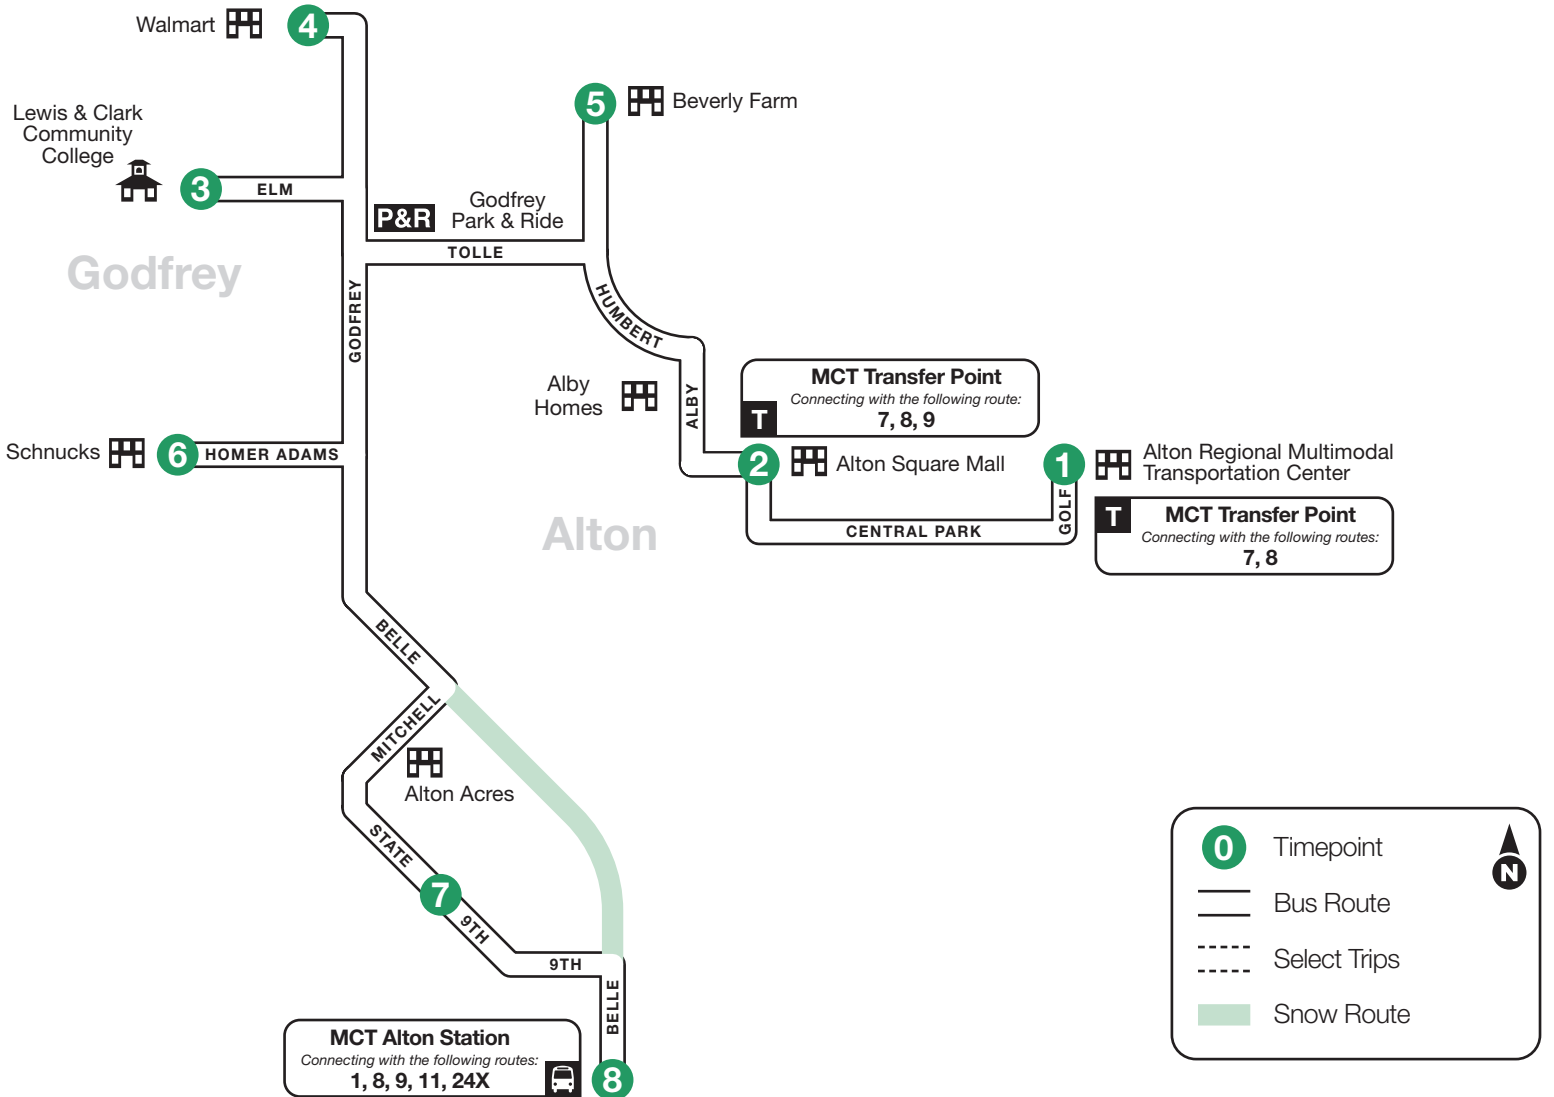 Walmart
4
5
Beverly Farm
Lewis & Clark
Community
College
3
ELM
P&R
Godfrey
Park & Ride
TOLLE
Godfrey
GODFREY
HUMBERT
Alby
Homes
ALBY
MCT Transfer Point
Connecting with the following route:
7, 8, 9
T
Schnucks
6
HOMER ADAMS
2
Alton Square Mall
1
Alton Regional Multimodal
Transportation Center
GOLF
T
MCT Transfer Point
Connecting with the following routes:
7, 8
Alton
CENTRAL PARK
BELLE
MITCHELL
Alton Acres
STATE
7
9TH
9TH
BELLE
MCT Alton Station
Connecting with the following routes:
1, 8, 9, 11, 24X
8
0
Timepoint
N
Bus Route
Select Trips
Snow Route